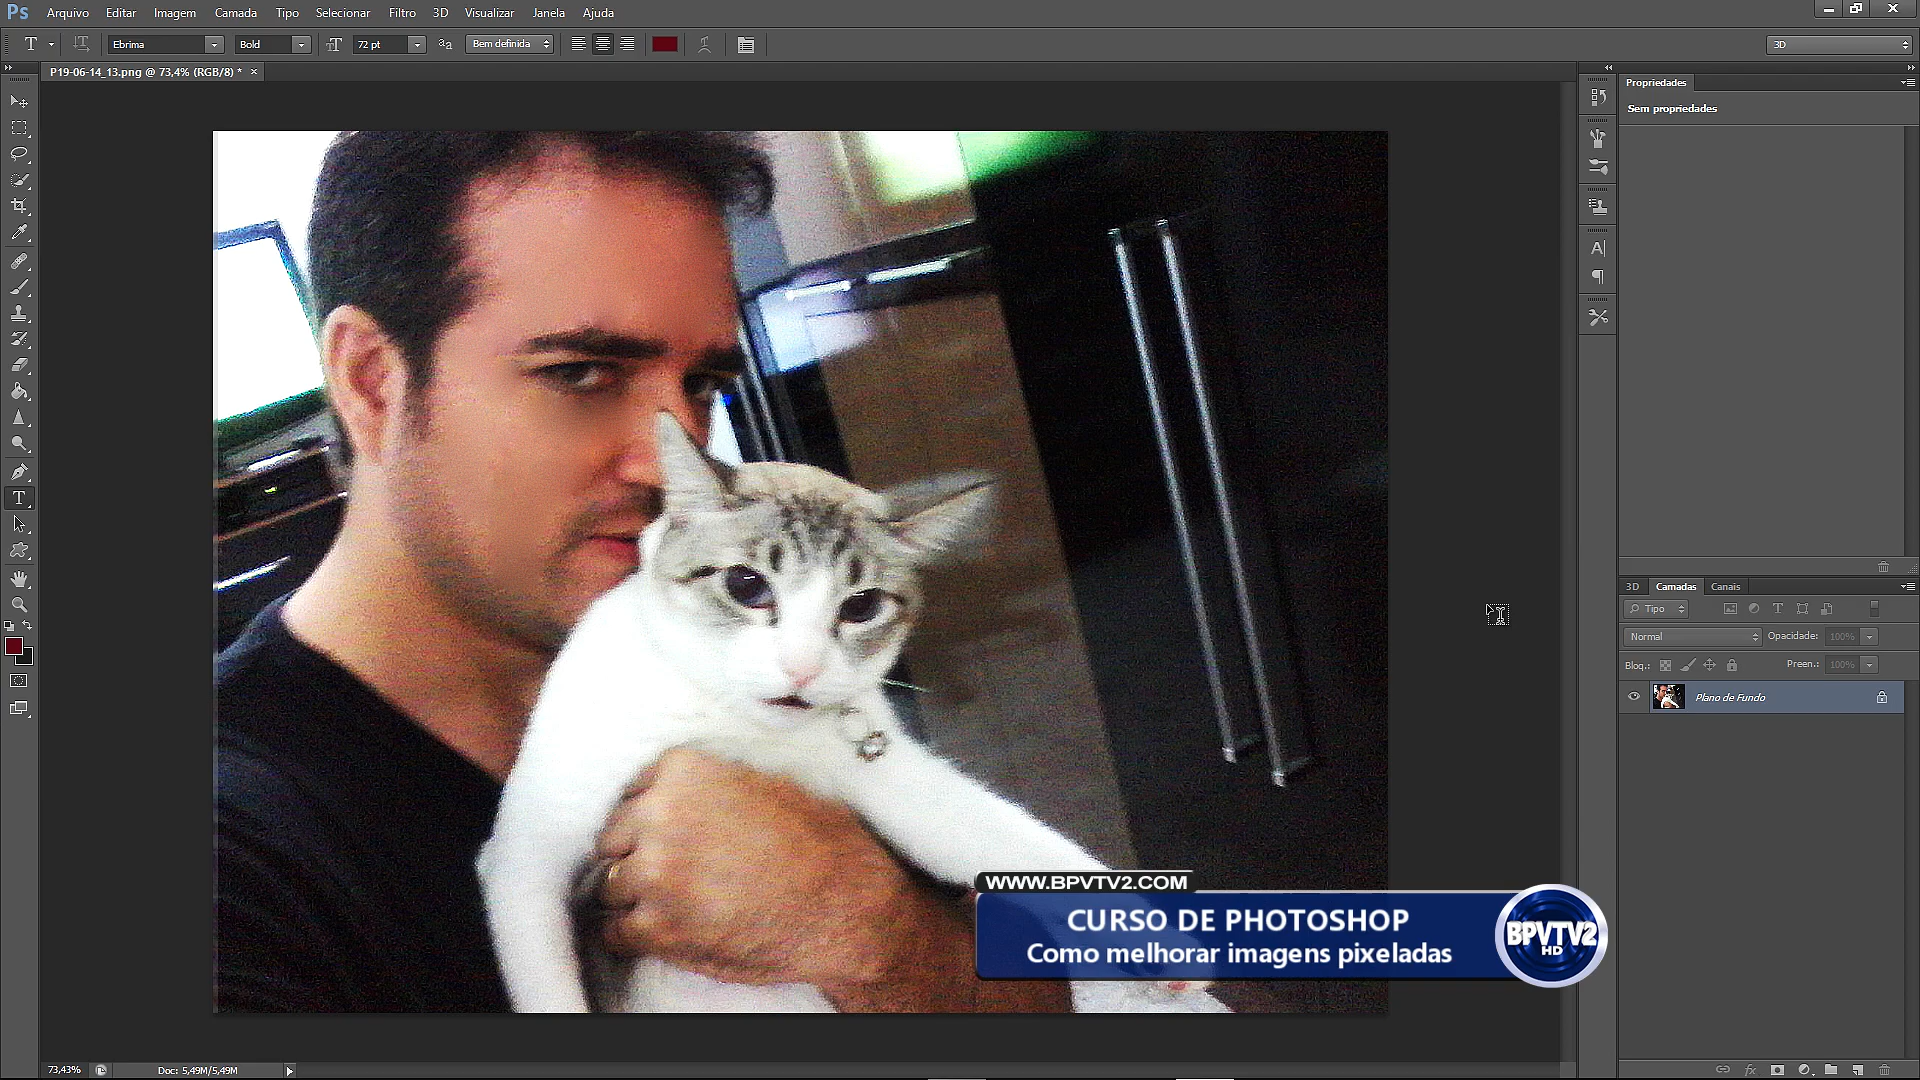 Ps Arquivo Editar Imagem Camada Tipo Selecionar Filtro 3D Visualizar Janela Ajuda
T Ebrima Bold 72 pt aa Bem definida 3D
P19-06-14_13.png @ 73,4% (RGB/8) * ×
Propriedades
Sem propriedades
3D Camadas Canais
Tipo
Normal Opacidade: 100%
Bloq.: Preen.: 100%
Plano de Fundo
WWW.BPVTV2.COM
CURSO DE PHOTOSHOP
Como melhorar imagens pixeladas
BPVTV2
HD
73,43% Doc: 5,49M/5,49M fx